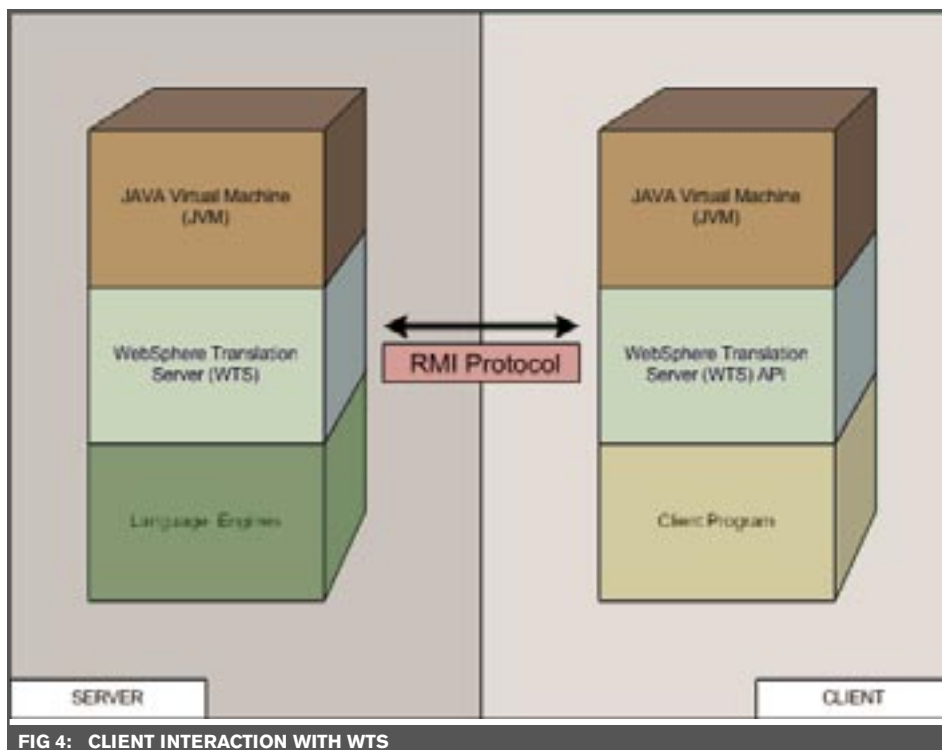 JAVA Virtual Machine
(JVM)
WebSphere Translation
Server (WTS)
Language Engines
SERVER
RMI Protocol
JAVA Virtual Machine
(JVM)
WebSphere Translation
Server (WTS) API
Client Program
CLIENT
FIG 4: CLIENT INTERACTION WITH WTS